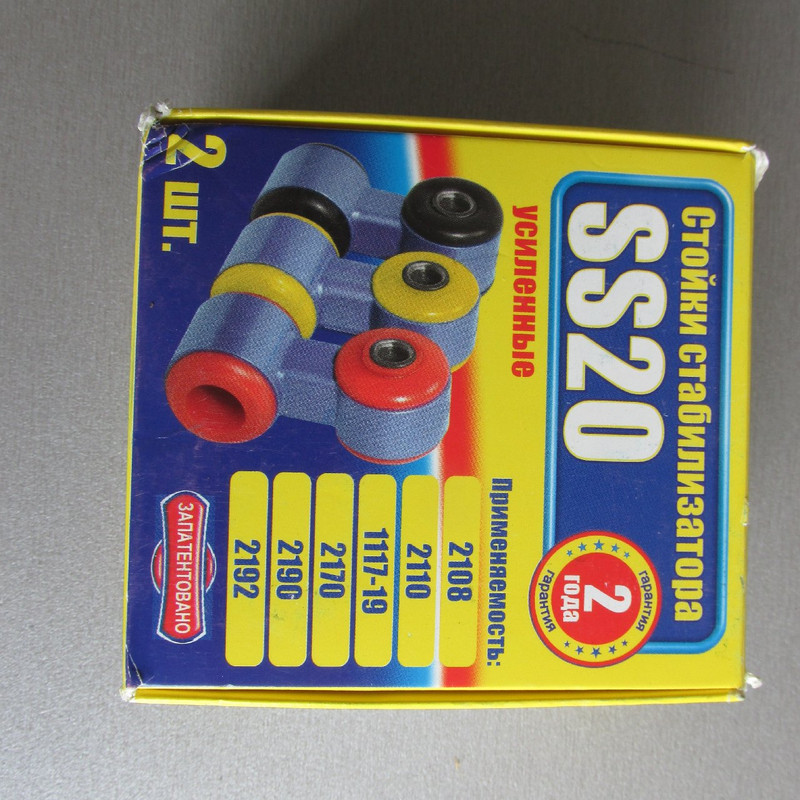 Стойки стабилизатора
SS20
усиленные
гарантия
2
года
гарантия
Применяемость:
2108
2110
1117-19
2170
2190
2192
2 шт.
ЗАПАТЕНТОВАНО